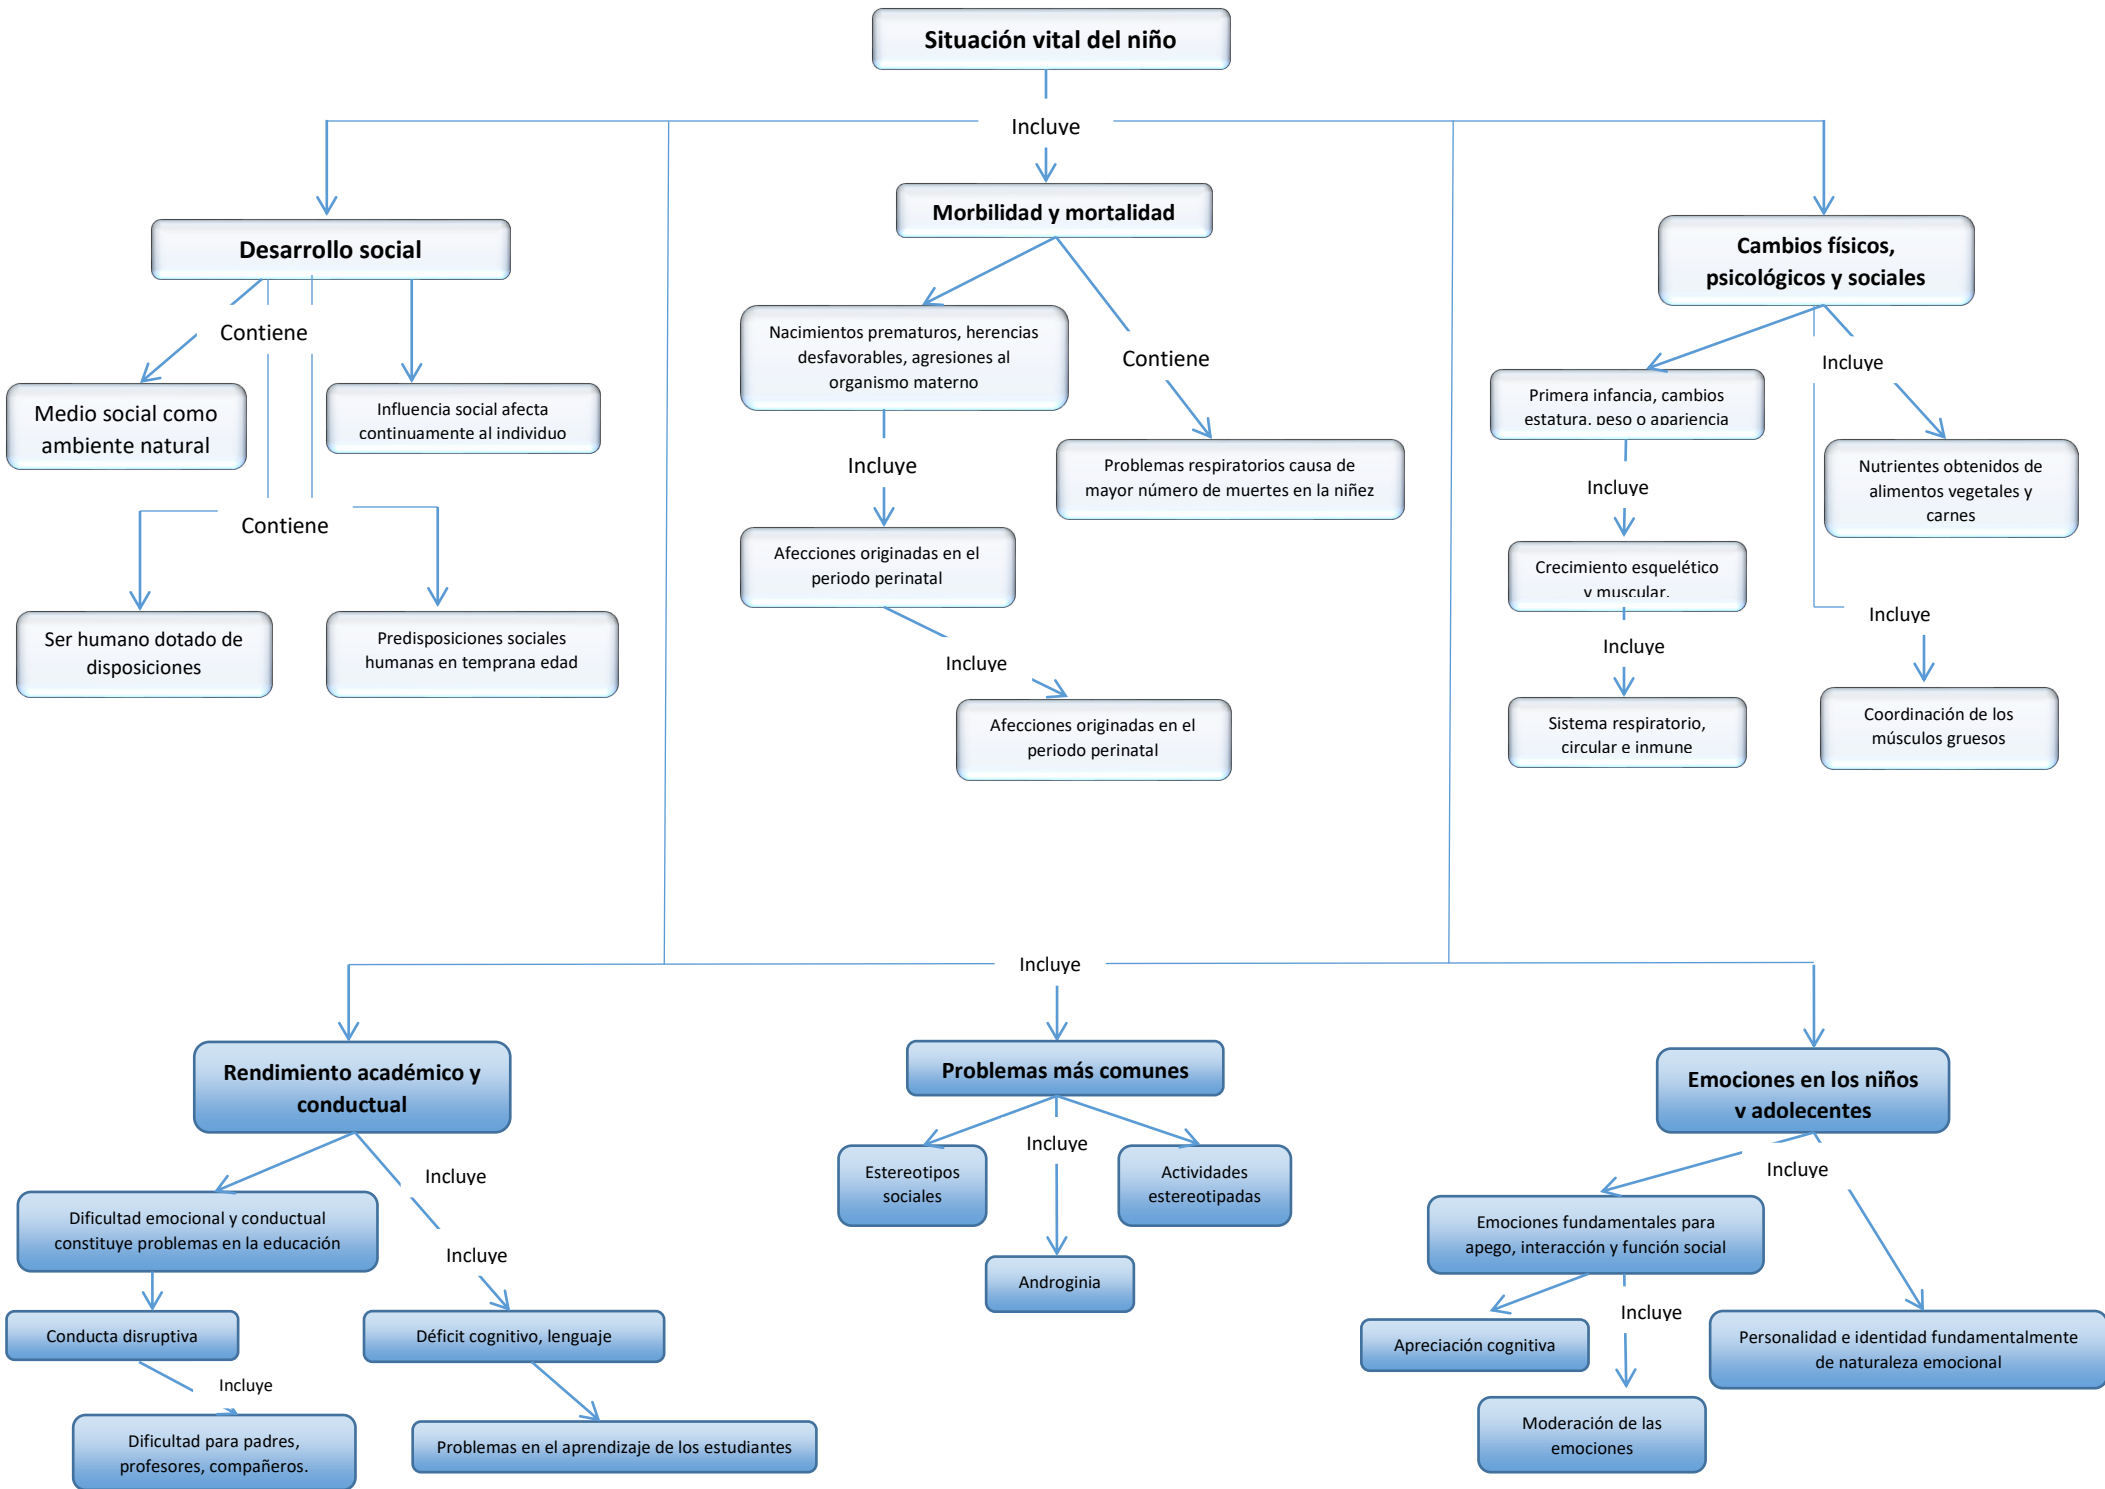 Situación vital del niño
Incluye
Desarrollo social
Morbilidad y mortalidad
Cambios físicos,
psicológicos y sociales
Contiene
Medio social como
ambiente natural
Influencia social afecta
continuamente al individuo
Contiene
Ser humano dotado de
disposiciones
Predisposiciones sociales
humanas en temprana edad
Nacimientos prematuros, herencias
desfavorables, agresiones al
organismo materno
Contiene
Incluye
Problemas respiratorios causa de
mayor número de muertes en la niñez
Afecciones originadas en el
periodo perinatal
Incluye
Afecciones originadas en el
periodo perinatal
Incluye
Primera infancia, cambios
estatura, peso o apariencia
Nutrientes obtenidos de
alimentos vegetales y
carnes
Incluye
Crecimiento esquelético
y muscular.
Incluye
Incluye
Sistema respiratorio,
circular e inmune
Coordinación de los
músculos gruesos
Incluye
Rendimiento académico y
conductual
Problemas más comunes
Emociones en los niños
y adolecentes
Incluye
Dificultad emocional y conductual
constituye problemas en la educación
Incluye
Conducta disruptiva
Déficit cognitivo, lenguaje
Incluye
Dificultad para padres,
profesores, compañeros.
Problemas en el aprendizaje de los estudiantes
Estereotipos
sociales
Incluye
Actividades
estereotipadas
Androginia
Incluye
Emociones fundamentales para
apego, interacción y función social
Incluye
Apreciación cognitiva
Personalidad e identidad fundamentalmente
de naturaleza emocional
Moderación de las
emociones